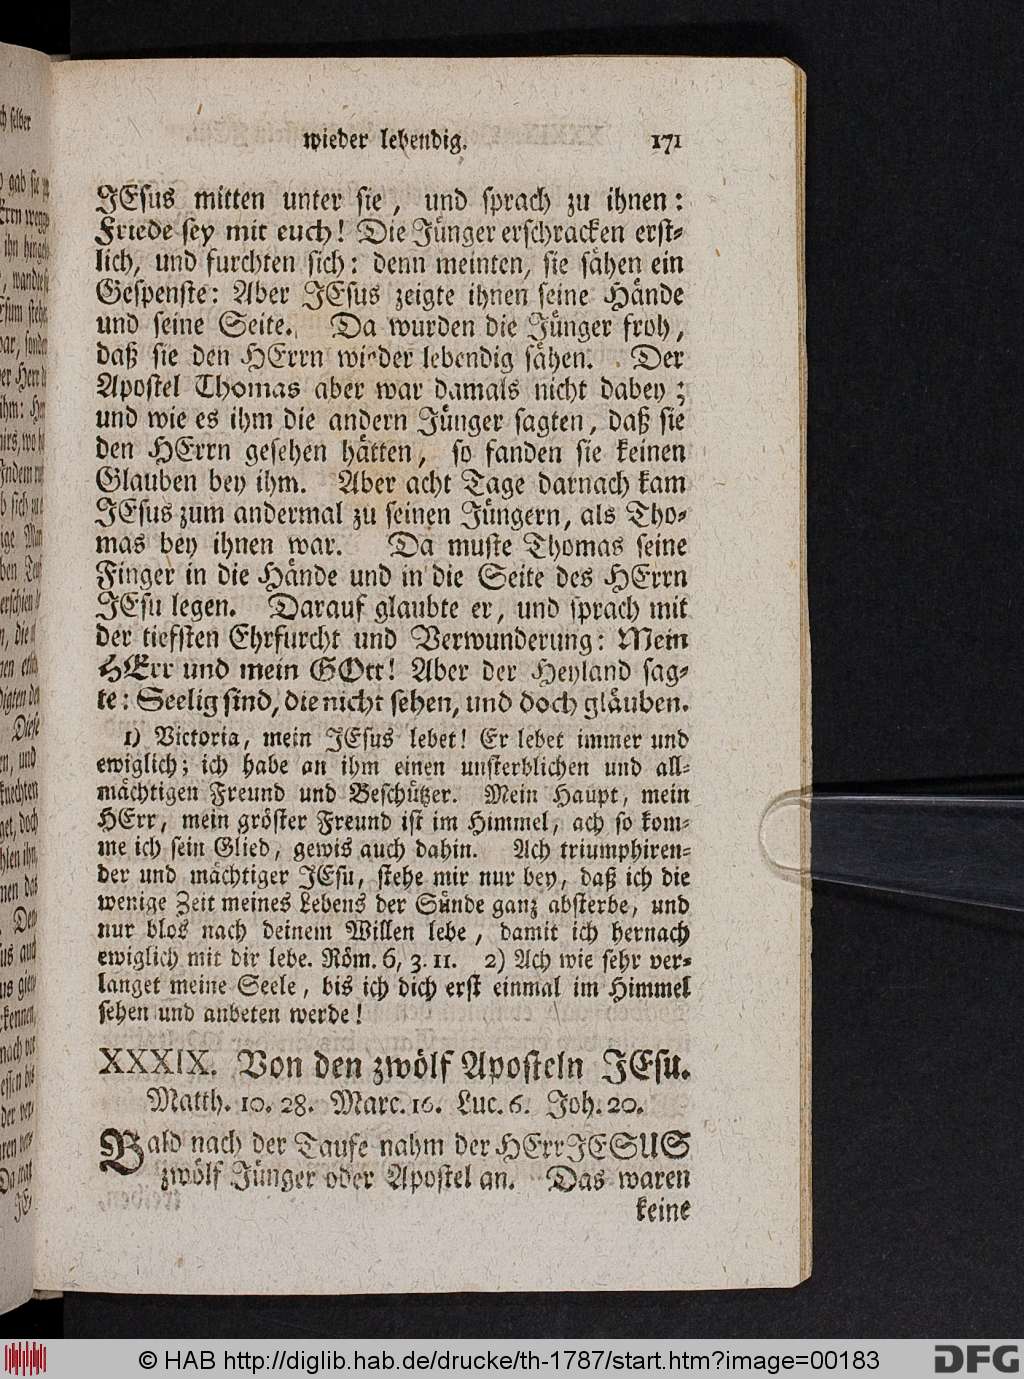 wieder lebendig. 171
JEsus mitten unter sie, und sprach zu ihnen:
Friede sey mit euch! Die Jünger erschracken erst-
lich, und furchten sich: denn meinten, sie sähen ein
Gespenste: Aber JEsus zeigte ihnen seine Hände
und seine Seite. Da wurden die Jünger froh,
daß sie den HErrn wieder lebendig sähen. Der
Apostel Thomas aber war damals nicht dabey;
und wie es ihm die andern Jünger sagten, daß sie
den HErrn gesehen hätten, so fanden sie keinen
Glauben bey ihm. Aber acht Tage darnach kam
JEsus zum andermal zu seinen Jüngern, als Tho-
mas bey ihnen war. Da muste Thomas seine
Finger in die Hände und in die Seite des HErrn
JEsu legen. Darauf glaubte er, und sprach mit
der tiefsten Ehrfurcht und Verwunderung: Mein
HErr und mein GOtt! Aber der Heyland sag-
te: Seelig sind, die nicht sehen, und doch gläuben.
1) Victoria, mein JEsus lebet! Er lebet immer und
ewiglich; ich habe an ihm einen unsterblichen und all-
mächtigen Freund und Beschützer. Mein Haupt, mein
HErr, mein gröster Freund ist im Himmel, ach so kom-
me ich sein Glied, gewis auch dahin. Ach triumphiren-
der und mächtiger JEsu, stehe mir nur bey, daß ich die
wenige Zeit meines Lebens der Sünde ganz absterbe, und
nur blos nach deinem Willen lebe, damit ich hernach
ewiglich mit dir lebe. Röm. 6, 3. 11. 2) Ach wie sehr ver-
langet meine Seele, bis ich dich erst einmal im Himmel
sehen und anbeten werde!
XXXIX. Von den zwölf Aposteln JEsu.
Matth. 10. 28. Marc. 16. Luc. 6. Joh. 20.
Bald nach der Taufe nahm der HErr JESUS
zwölf Jünger oder Apostel an. Das waren
keine
© HAB http://diglib.hab.de/drucke/th-1787/start.htm?image=00183
DFG